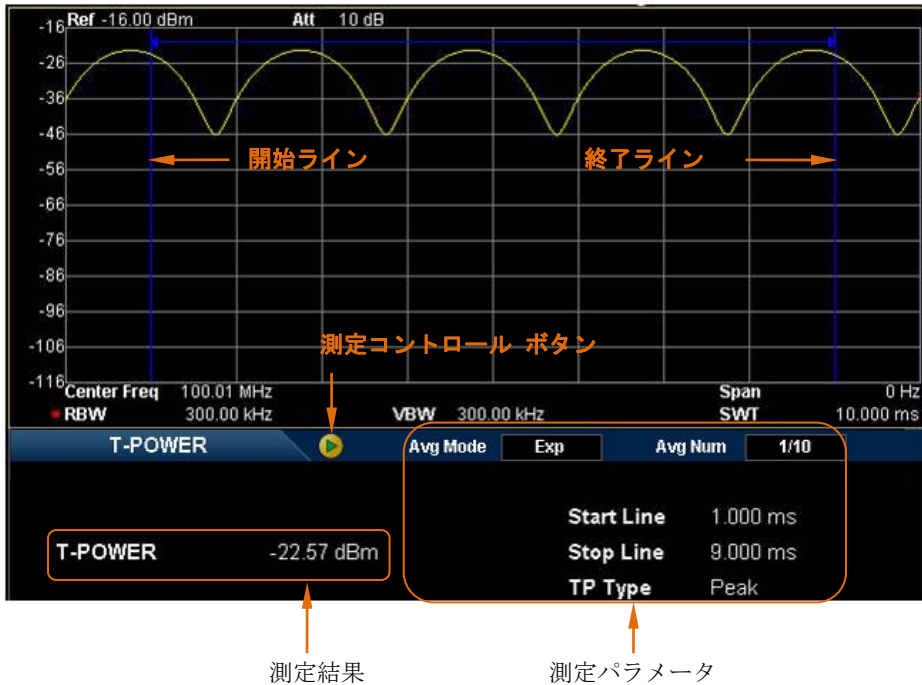 Ref -16.00 dBm Att 10 dB
-16
-26
-36
-46
-56
-66
-76
-86
-96
-106
-116
開始ライン 終了ライン
測定コントロール ボタン
Center Freq 100.01 MHz Span 0 Hz
RBW 300.00 kHz VBW 300.00 kHz SWT 10.000 ms
T-POWER Avg Mode Exp Avg Num 1/10
Start Line 1.000 ms
T-POWER -22.57 dBm Stop Line 9.000 ms
TP Type Peak
測定結果 測定パラメータ